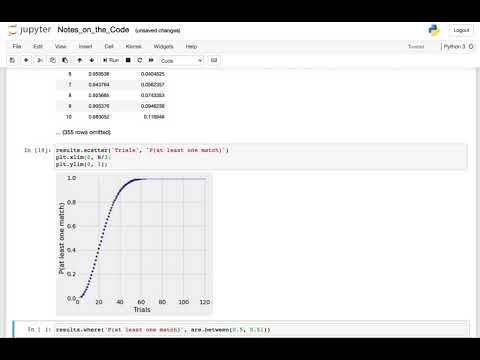 jupyter Notes_on_the_Code (unsaved changes) Logout
File Edit View Insert Cell Kernel Widgets Help Trusted Python 3
Run Code
6 0.959538 0.0404625
7 0.943764 0.0562357
8 0.925665 0.0743353
9 0.905376 0.0946238
10 0.883052 0.116948
... (355 rows omitted)
In [18]: results.scatter('Trials', 'P(at least one match)')
plt.xlim(0, N/3)
plt.ylim(0, 1);
P(at least one match)
1.0
0.8
0.6
0.4
0.2
0.0
0 20 40 60 80 100 120
Trials
In [ ]: results.where('P(at least one match)', are.between(0.5, 0.51))